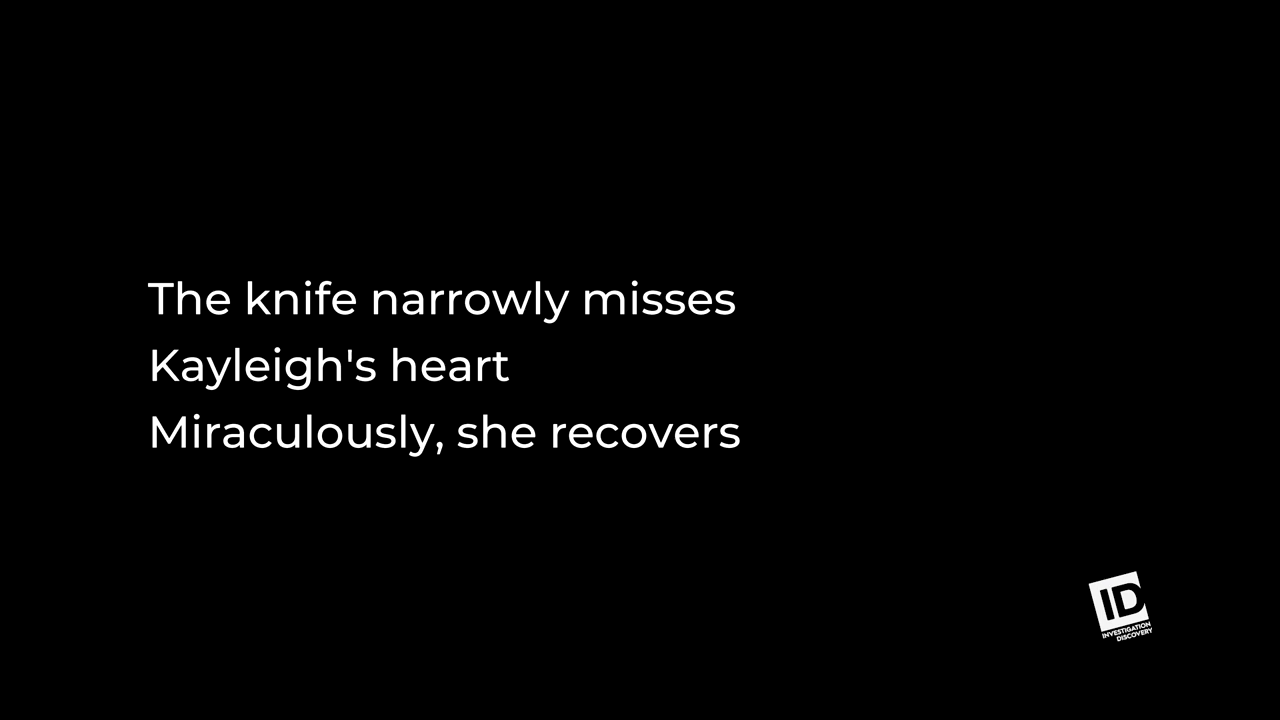 The knife narrowly misses
Kayleigh's heart
Miraculously, she recovers
ID
INVESTIGATION
DISCOVERY